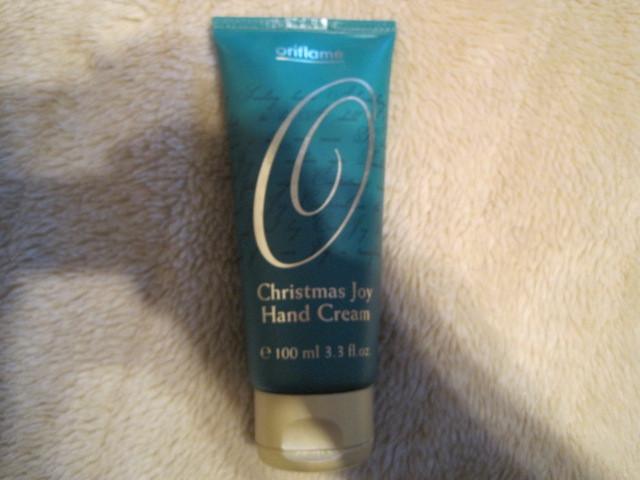 oriflame
O
Christmas Joy
Hand Cream
℮ 100 ml 3.3 fl.oz.